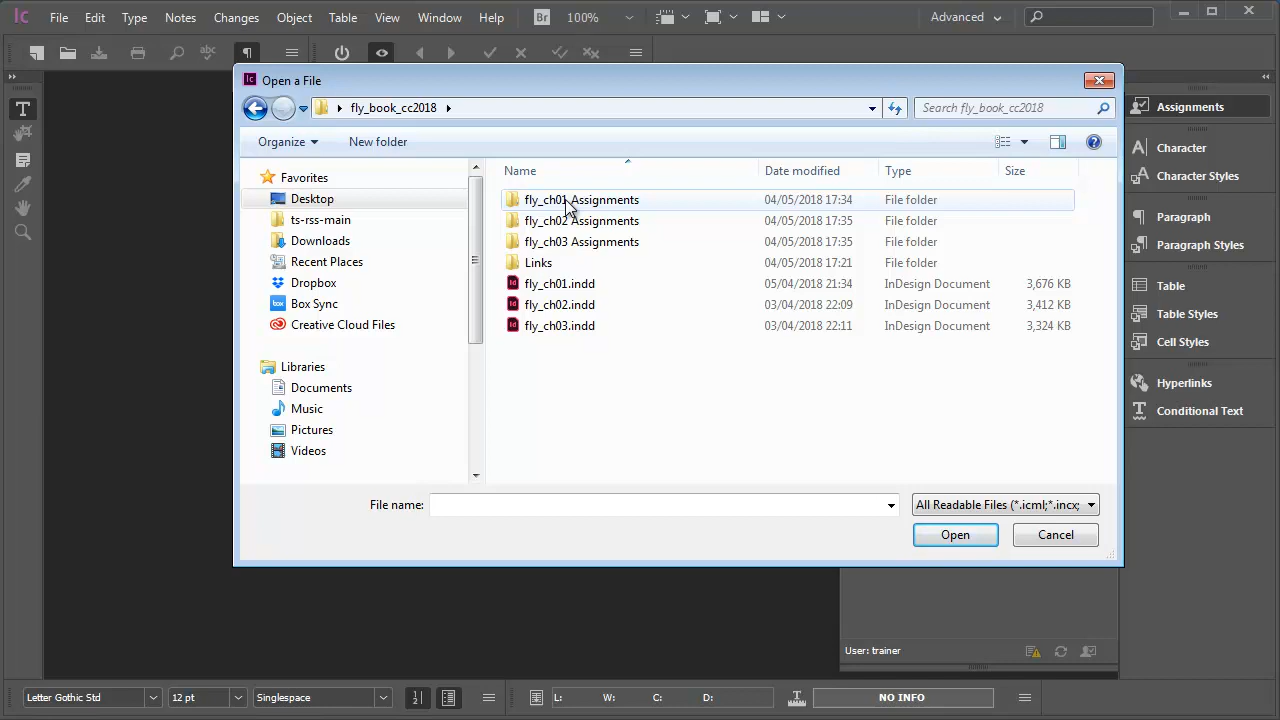 Ic File Edit Type Notes Changes Object Table View Window Help Br 100% Advanced
abc
Ic Open a File
fly_book_cc2018 Search fly_book_cc2018
Organize New folder
Favorites
Desktop
ts-rss-main
Downloads
Recent Places
Dropbox
Box Sync
Creative Cloud Files
Libraries
Documents
Music
Pictures
Videos
Name Date modified Type Size
fly_ch01 Assignments 04/05/2018 17:34 File folder
fly_ch02 Assignments 04/05/2018 17:35 File folder
fly_ch03 Assignments 04/05/2018 17:35 File folder
Links 04/05/2018 17:21 File folder
fly_ch01.indd 05/04/2018 21:34 InDesign Document 3,676 KB
fly_ch02.indd 03/04/2018 22:09 InDesign Document 3,412 KB
fly_ch03.indd 03/04/2018 22:11 InDesign Document 3,324 KB
File name: All Readable Files (*.icml;*.incx;
Open Cancel
Assignments
Character
Character Styles
Paragraph
Paragraph Styles
Table
Table Styles
Cell Styles
Hyperlinks
Conditional Text
User: trainer
Letter Gothic Std 12 pt Singlespace L: W: C: D: NO INFO